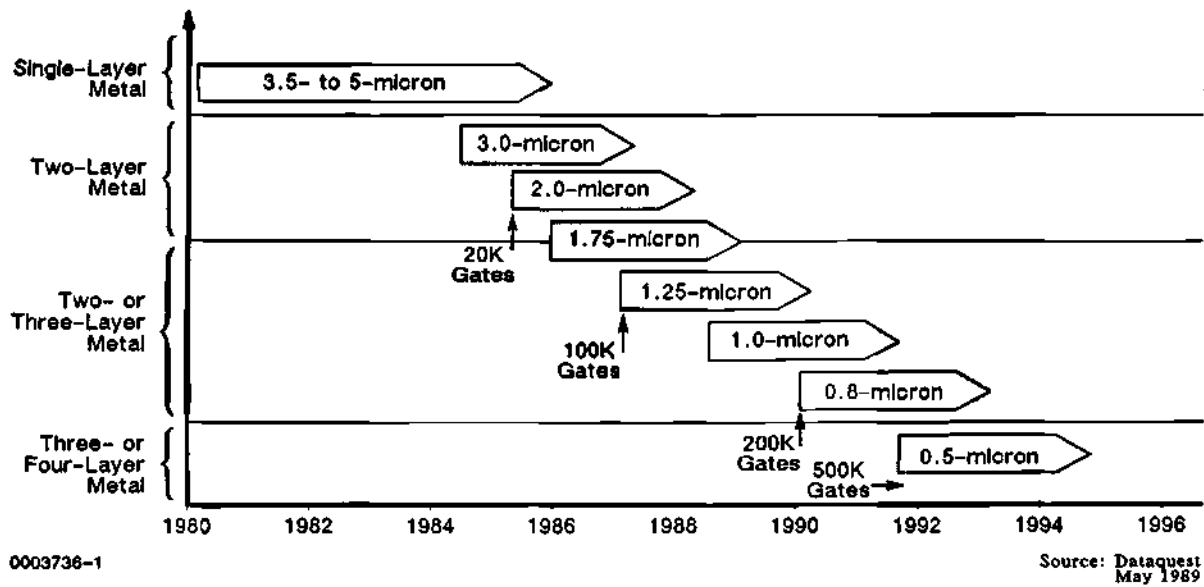 Single-Layer
Metal
3.5- to 5-micron
Two-Layer
Metal
3.0-micron
2.0-micron
20K
Gates
1.75-micron
Two- or
Three-Layer
Metal
1.25-micron
100K
Gates
1.0-micron
0.8-micron
200K
Gates
Three- or
Four-Layer
Metal
0.5-micron
500K
Gates
1980 1982 1984 1986 1988 1990 1992 1994 1996
0003736-1
Source: Dataquest
May 1989